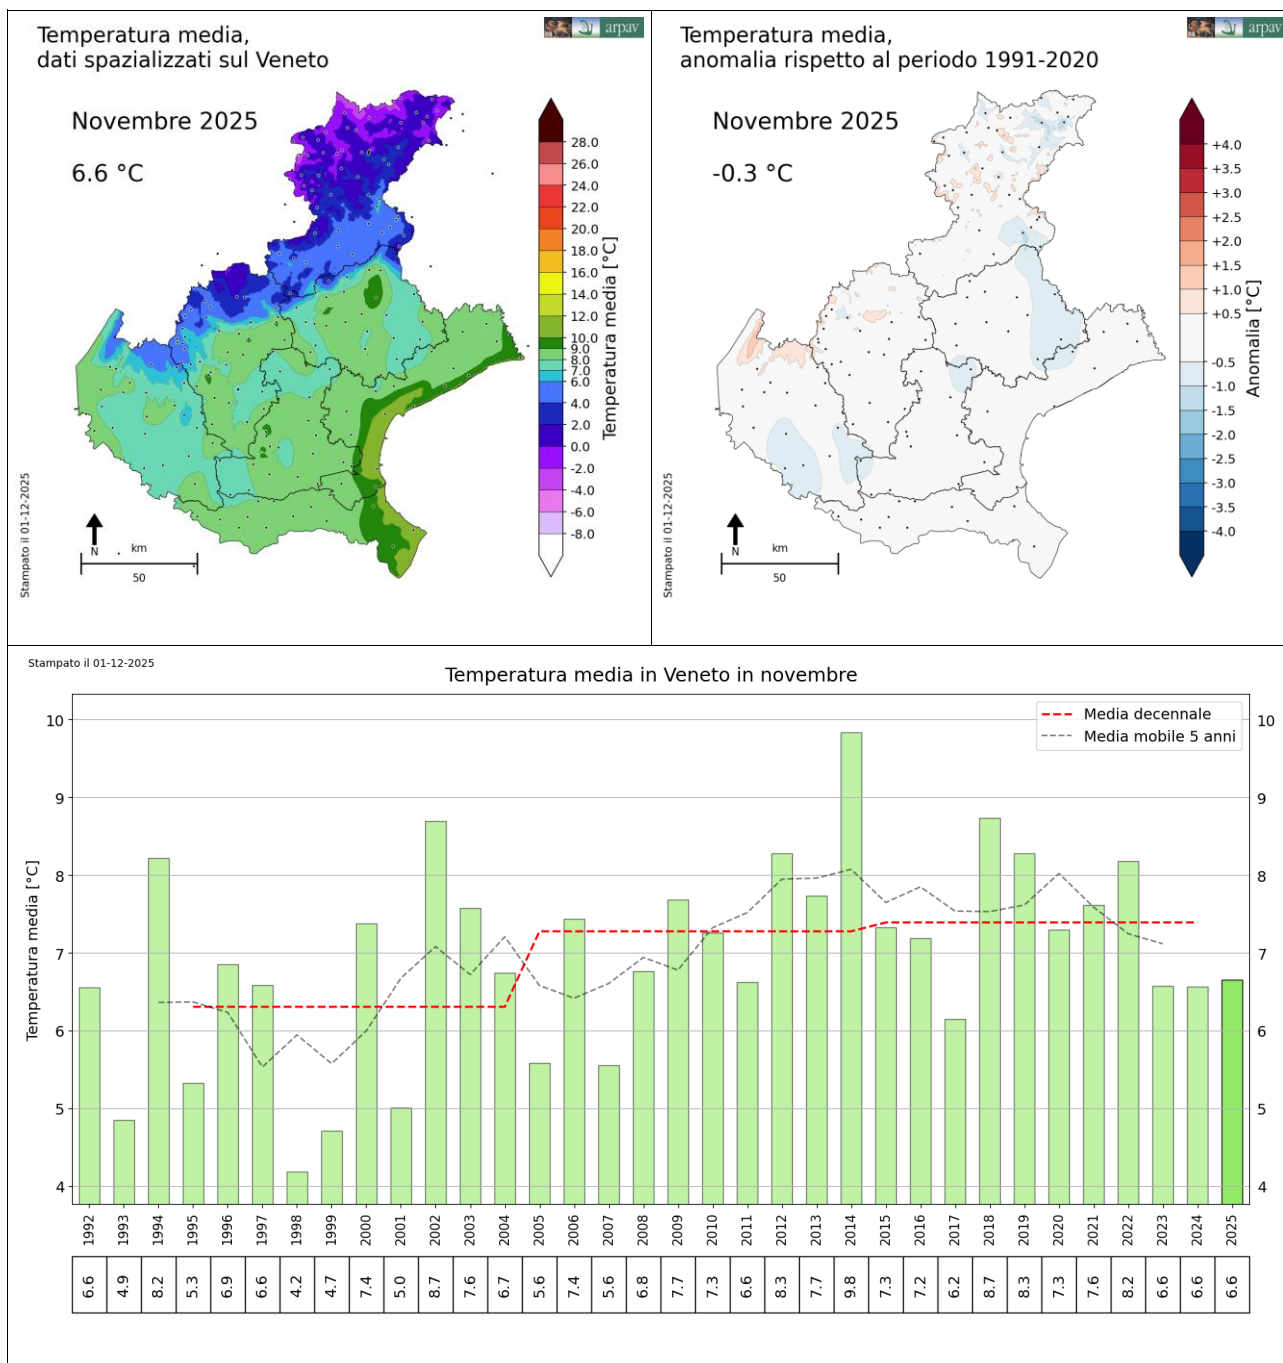 Temperatura media,
dati spazializzati sul Veneto
arpav
Novembre 2025
6.6 °C
28.0
26.0
24.0
22.0
20.0
18.0
16.0
14.0
12.0
10.0
9.0
8.0
7.0
6.0
4.0
2.0
0.0
-2.0
-4.0
-6.0
-8.0
Temperatura media [°C]
Stampato il 01-12-2025
N
km
50
Temperatura media,
anomalia rispetto al periodo 1991-2020
arpav
Novembre 2025
-0.3 °C
+4.0
+3.5
+3.0
+2.5
+2.0
+1.5
+1.0
+0.5
-0.5
-1.0
-1.5
-2.0
-2.5
-3.0
-3.5
-4.0
Anomalia [°C]
Stampato il 01-12-2025
N
km
50
Stampato il 01-12-2025
Temperatura media in Veneto in novembre
Media decennale
Media mobile 5 anni
Temperatura media [°C]
10 10
9 9
8 8
7 7
6 6
5 5
4 4
1992 1993 1994 1995 1996 1997 1998 1999 2000 2001 2002 2003 2004 2005 2006 2007 2008 2009 2010 2011 2012 2013 2014 2015 2016 2017 2018 2019 2020 2021 2022 2023 2024 2025
6.6 4.9 8.2 5.3 6.9 6.6 4.2 4.7 7.4 5.0 8.7 7.6 6.7 5.6 7.4 5.6 6.8 7.7 7.3 6.6 8.3 7.7 9.8 7.3 7.2 6.2 8.7 8.3 7.3 7.6 8.2 6.6 6.6 6.6